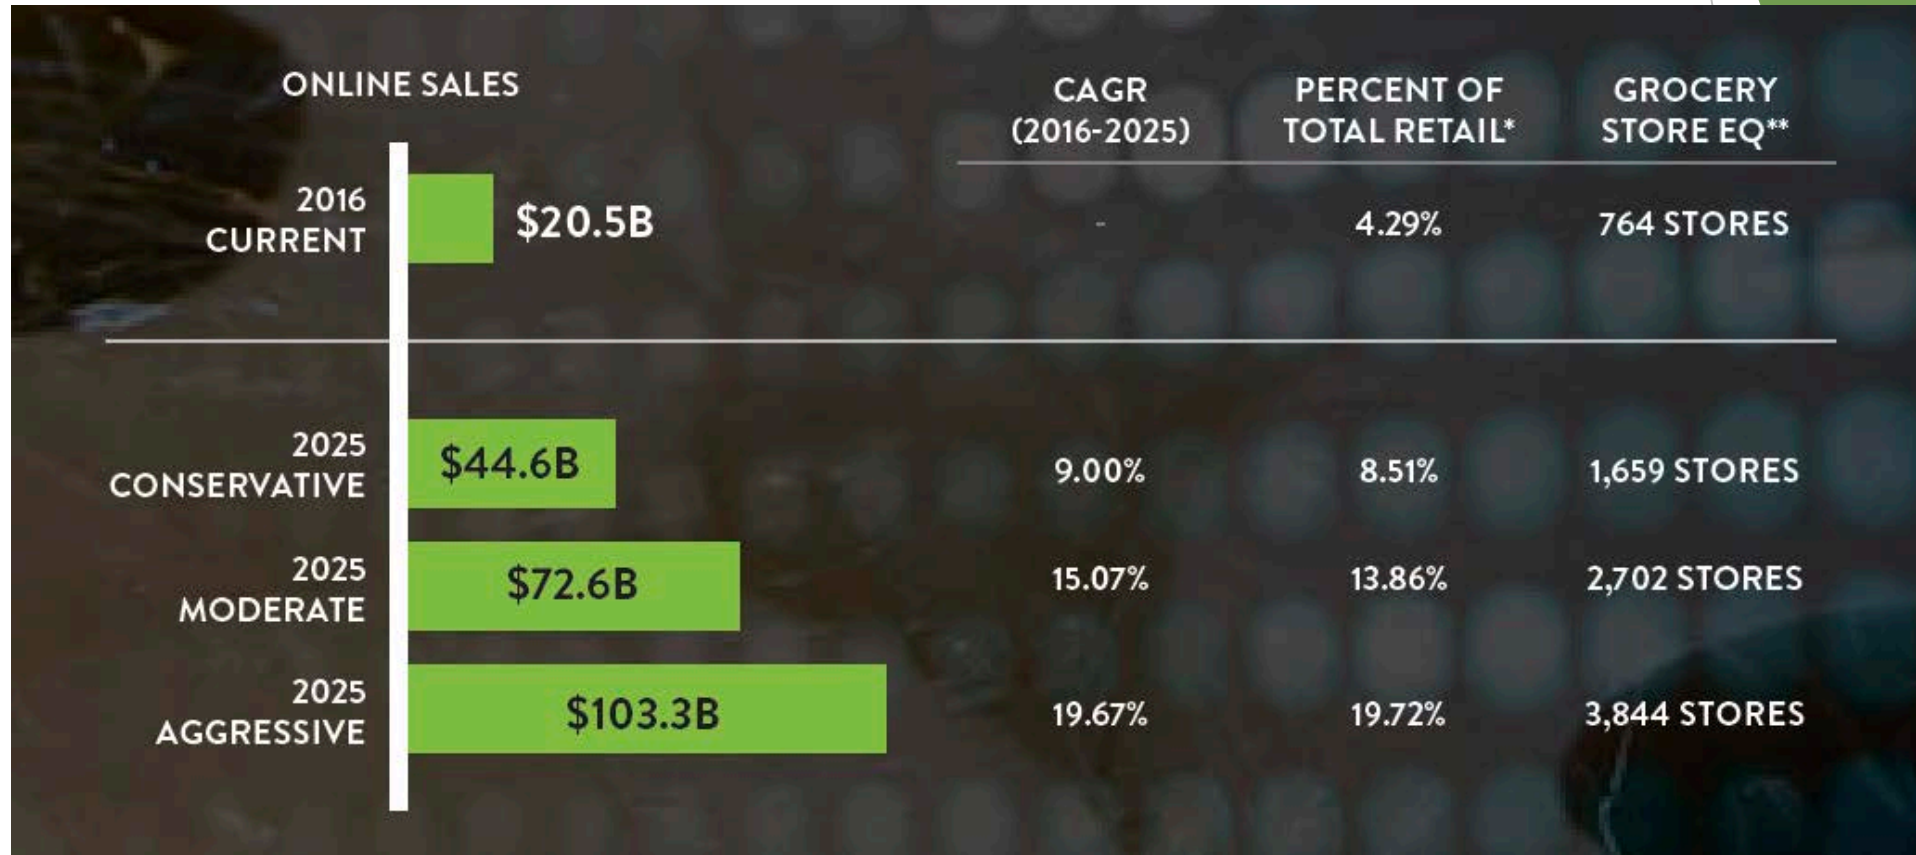 ONLINE SALES
CAGR
(2016-2025)
PERCENT OF
TOTAL RETAIL*
GROCERY
STORE EQ**
2016
CURRENT
$20.5B
-
4.29%
764 STORES
2025
CONSERVATIVE
$44.6B
9.00%
8.51%
1,659 STORES
2025
MODERATE
$72.6B
15.07%
13.86%
2,702 STORES
2025
AGGRESSIVE
$103.3B
19.67%
19.72%
3,844 STORES